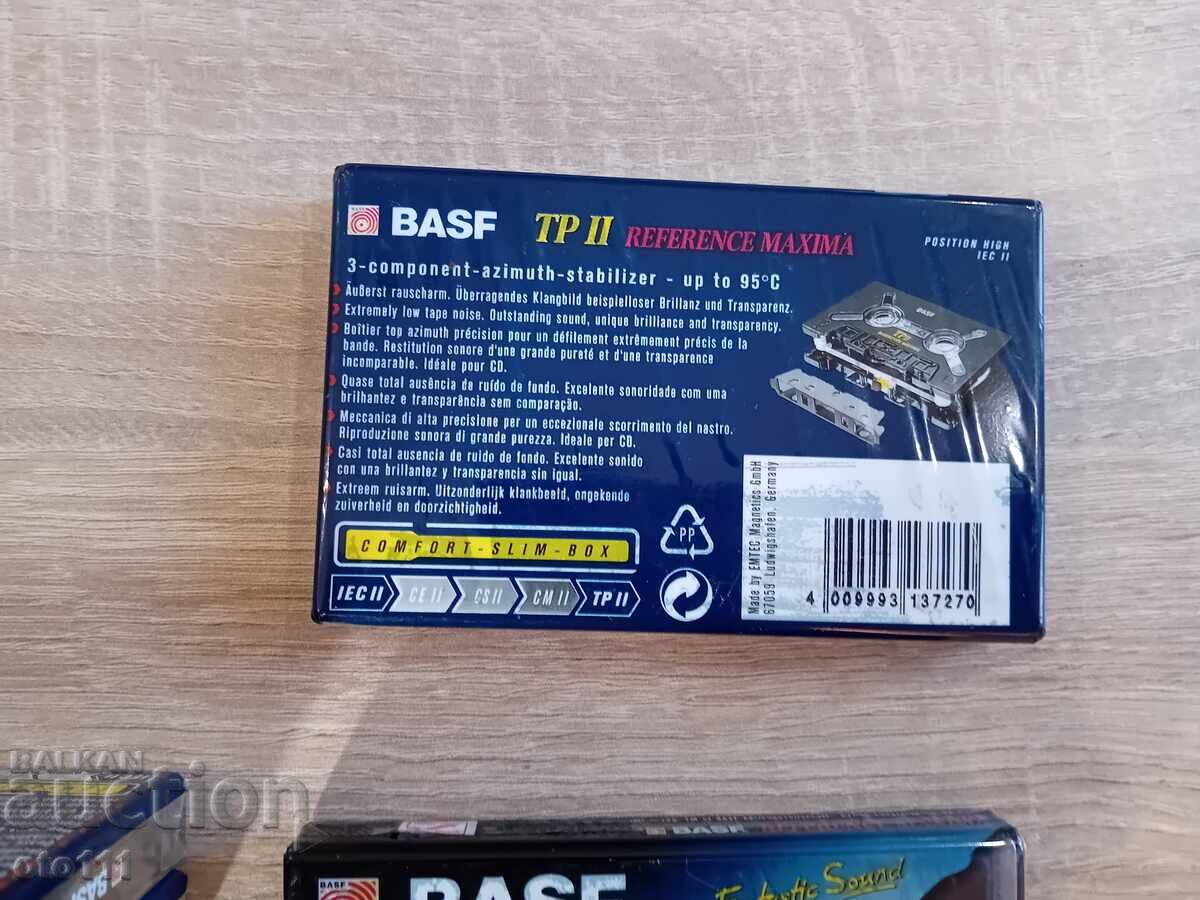 BASF
BASF TP II REFERENCE MAXIMA
POSITION HIGH
IEC II
3-component-azimuth-stabilizer - up to 95°C
Äußerst rauscharm. Überragendes Klangbild beispielloser Brillanz und Transparenz.
Extremely low tape noise. Outstanding sound, unique brilliance and transparency.
Boîtier top azimuth précision pour un défilement extrêmement précis de la
bande. Restitution sonore d'une grande pureté et d'une transparence
incomparable. Idéale pour CD.
Quase total ausência de ruído de fondo. Excelente sonoridade com uma
brilhantez e transparência sem comparação.
Meccanica di alta precisione per un eccezionale scorrimento del nastro.
Riproduzione sonora di grande purezza. Ideale per CD.
Casi total ausencia de ruido de fondo. Excelente sonido
con una brillantez y transparencia sin igual.
Extreem ruisarm. Uitzonderlijk klankbeeld, ongekende
zuiverheid en doorzichtigheid.
BASF
COMFORT-SLIM-BOX
IEC II CE II CS II CM II TP II
PP
Made by EMTEC Magnetics GmbH
67059 Ludwigshafen, Germany
4 009993 137270
BALKAN
auction
oto111
BASF
BASF
BASF
BASF
Fantastic Sound